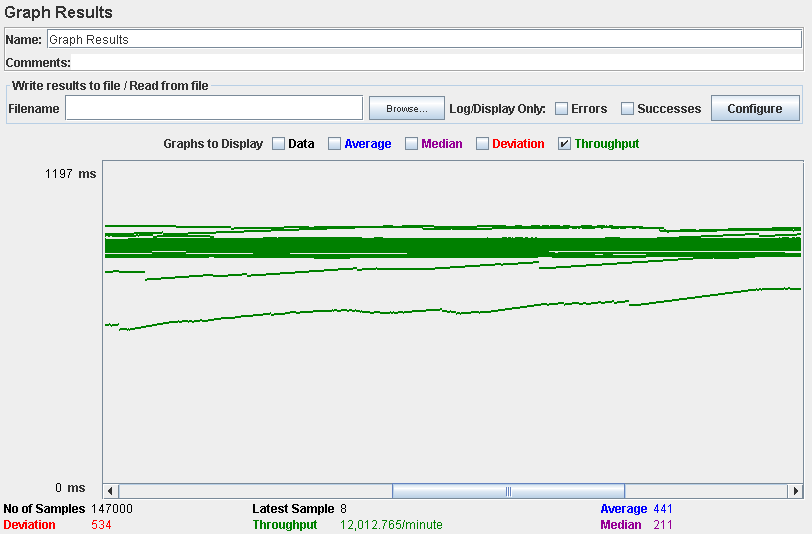 Graph Results
Name: Graph Results
Comments:
Write results to file / Read from file
Filename Browse... Log/Display Only: Errors Successes Configure
Graphs to Display Data Average Median Deviation Throughput
1197 ms
0 ms
No of Samples 147000 Latest Sample 8 Average 441
Deviation 534 Throughput 12,012.765/minute Median 211